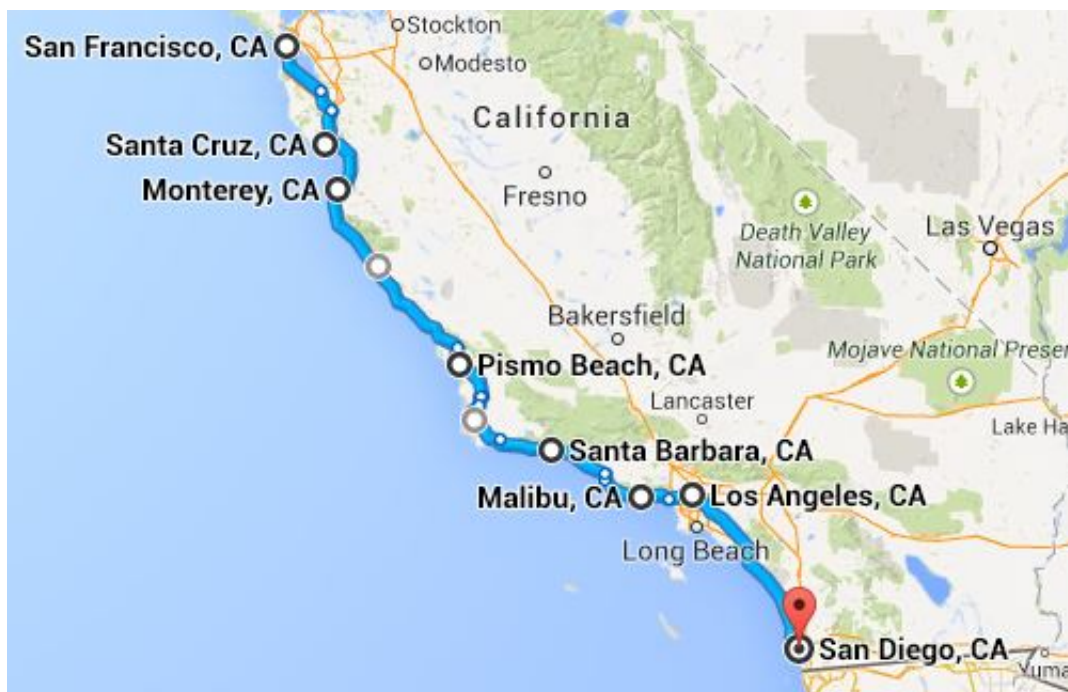 Stockton
San Francisco, CA
Modesto
California
Santa Cruz, CA
Monterey, CA
Fresno
Death Valley
National Park
Las Vegas
Bakersfield
Mojave National Preser
Pismo Beach, CA
Lancaster
Lake Ha
Santa Barbara, CA
Malibu, CA
Los Angeles, CA
Long Beach
San Diego, CA
Yuma